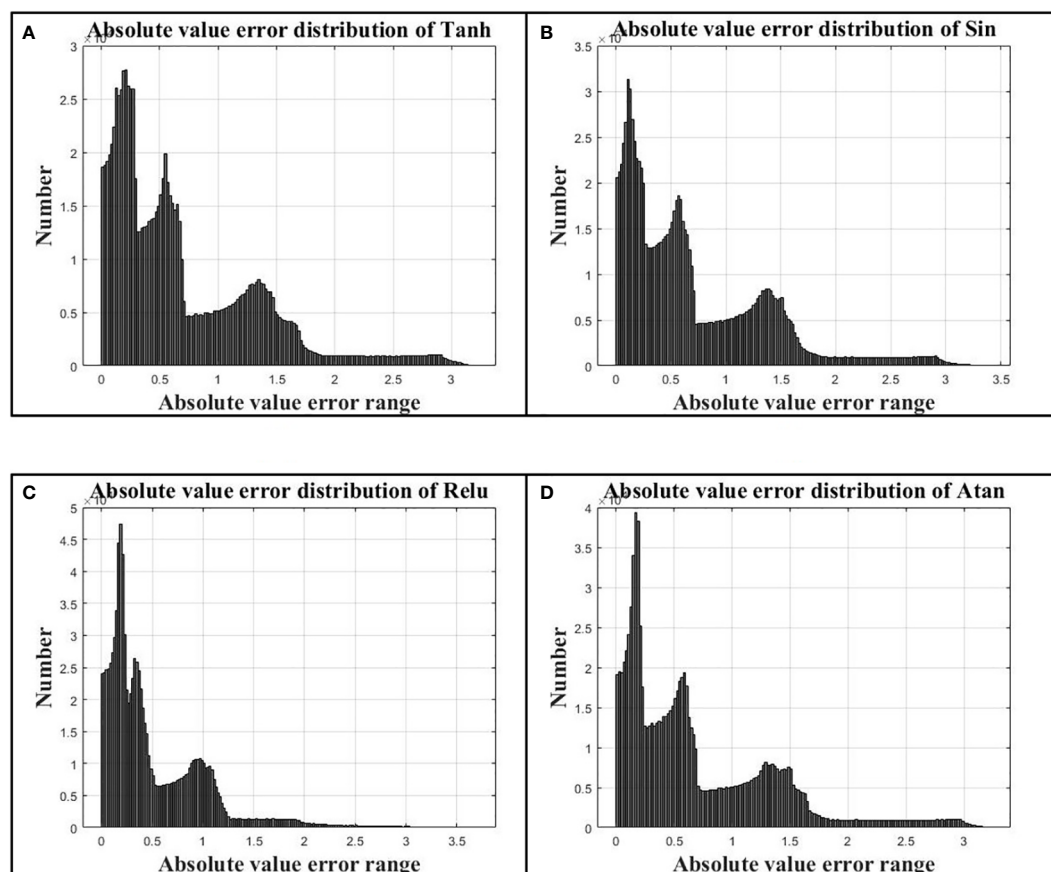 A
Absolute value error distribution of Tanh
3
2.5
2
1.5
1
0.5
0
Number
0 0.5 1 1.5 2 2.5 3
Absolute value error range
B
Absolute value error distribution of Sin
3.5
3
2.5
2
1.5
1
0.5
0
Number
0 0.5 1 1.5 2 2.5 3 3.5
Absolute value error range
C
Absolute value error distribution of Relu
5
4.5
4
3.5
3
2.5
2
1.5
1
0.5
0
Number
0 0.5 1 1.5 2 2.5 3 3.5
Absolute value error range
D
Absolute value error distribution of Atan
4
3.5
3
2.5
2
1.5
1
0.5
0
Number
0 0.5 1 1.5 2 2.5 3
Absolute value error range